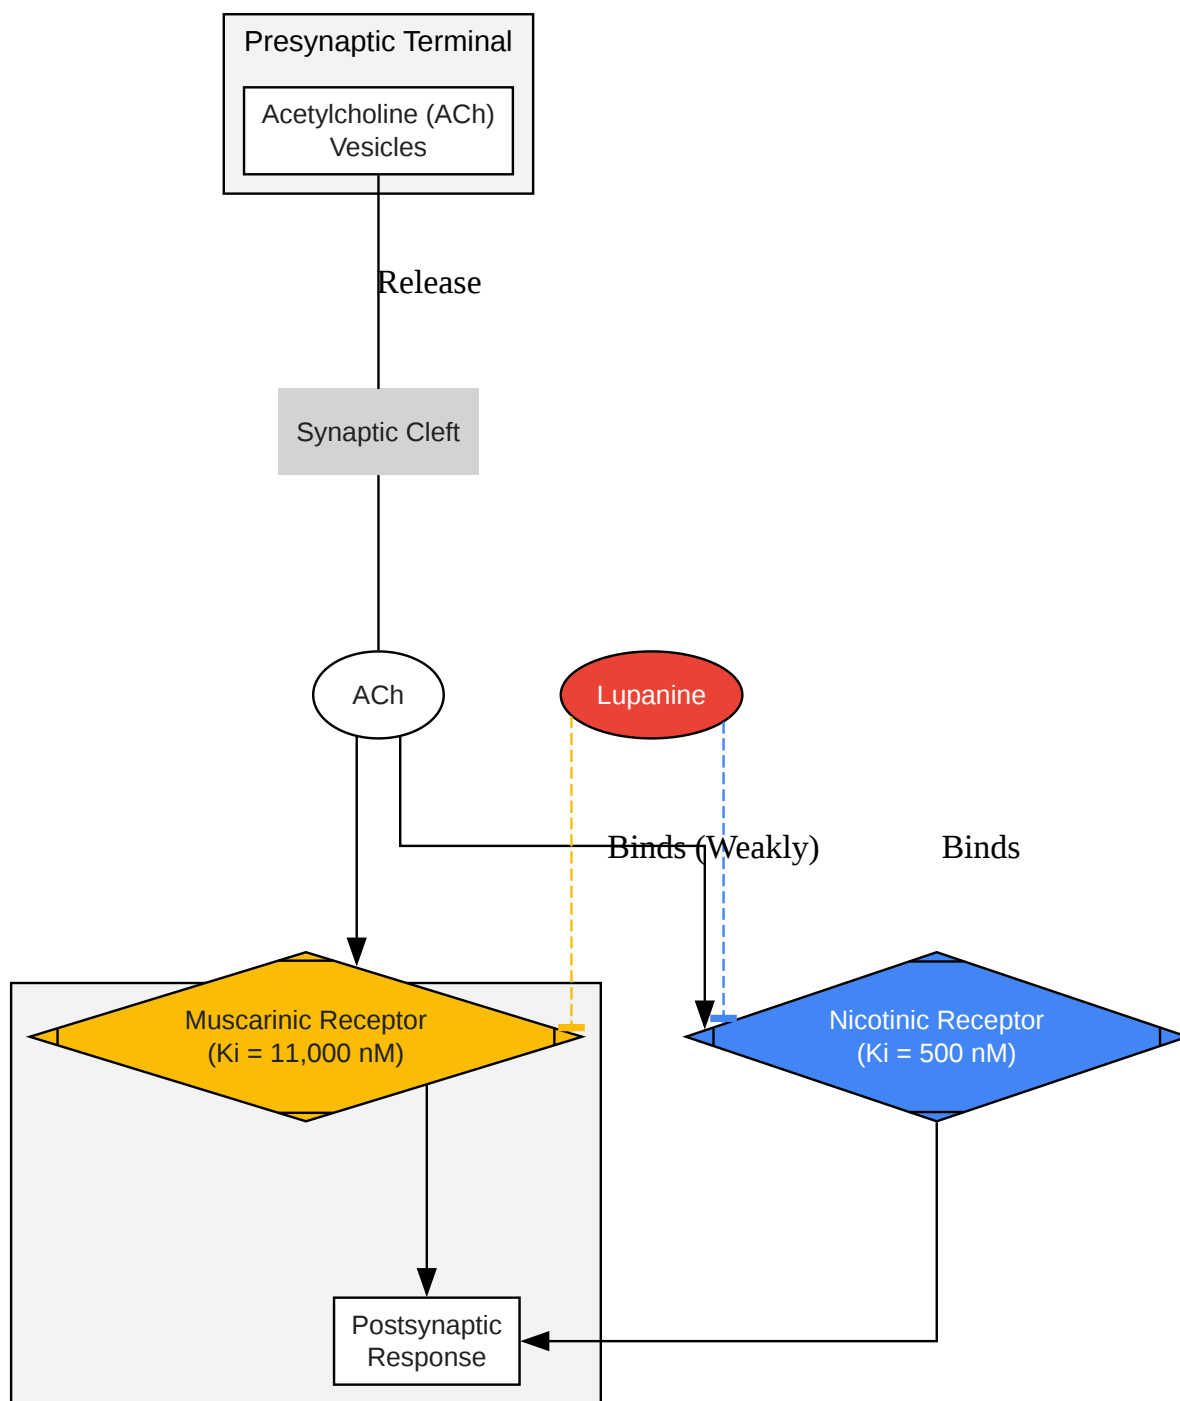 Presynaptic Terminal
Acetylcholine (ACh)
Vesicles
Release
Synaptic Cleft
ACh
Lupanine
Binds (Weakly)
Binds
Muscarinic Receptor
(Ki = 11,000 nM)
Nicotinic Receptor
(Ki = 500 nM)
Postsynaptic
Response